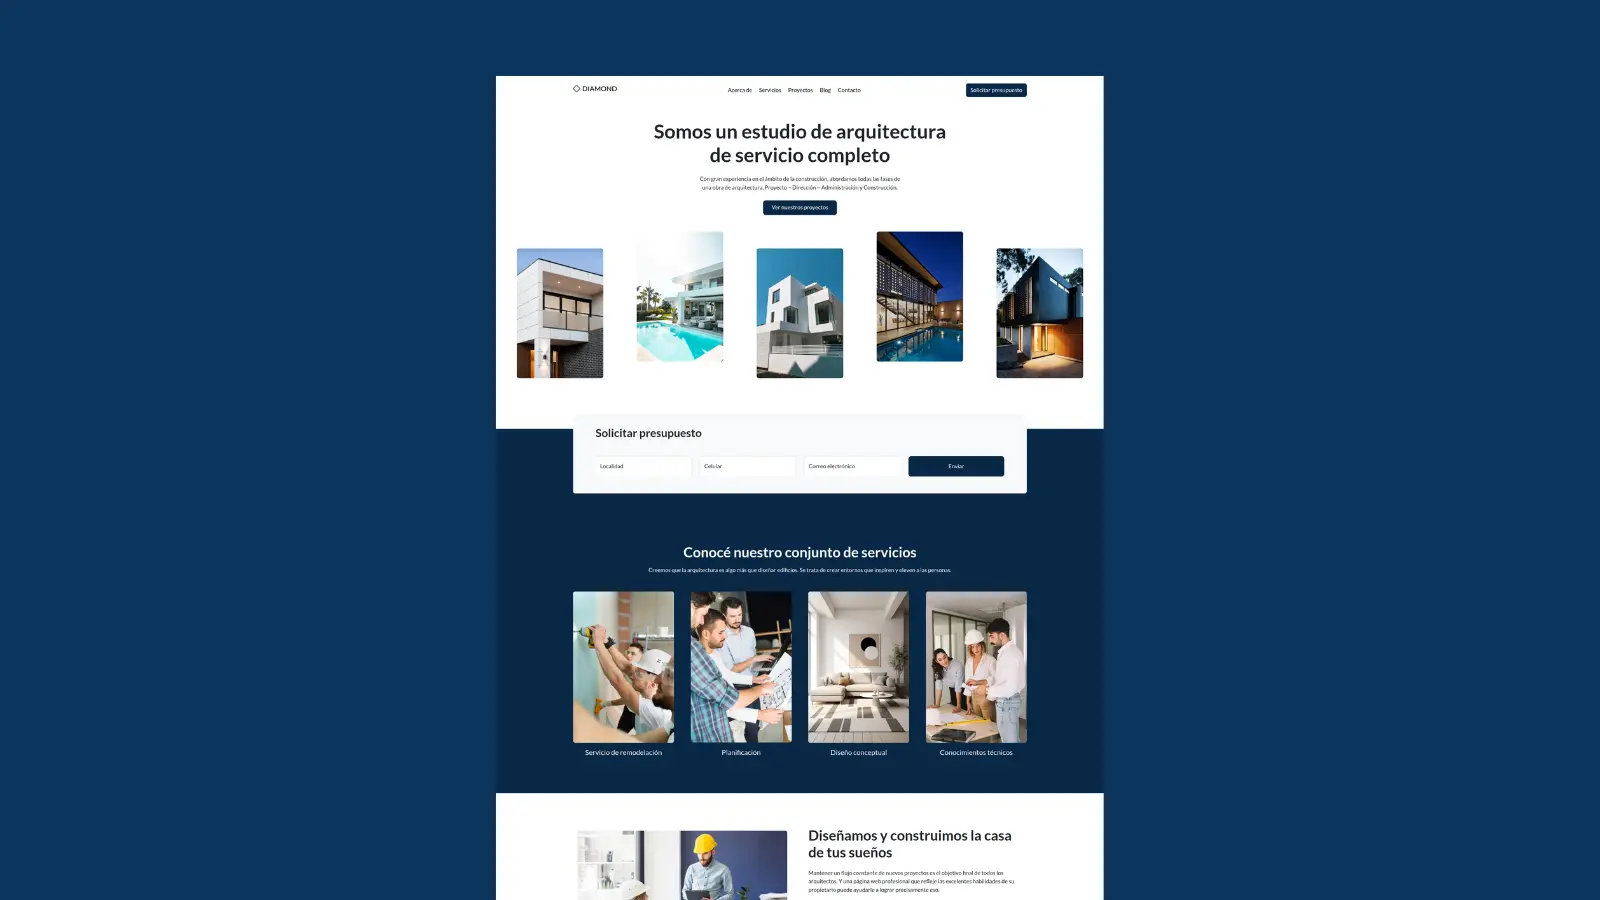 DIAMOND
Acerca de Servicios Proyectos Blog Contacto
Solicitar presupuesto
Somos un estudio de arquitectura
de servicio completo
Con gran experiencia en el ámbito de la construcción, abordamos todas las fases de
una obra de arquitectura, Proyecto – Dirección – Administración y Construcción.
Ver nuestros proyectos
Solicitar presupuesto
Localidad
Celular
Correo electrónico
Enviar
Conocé nuestro conjunto de servicios
Creemos que la arquitectura es algo más que diseñar edificios. Se trata de crear entornos que inspiren y eleven a las personas.
Servicio de remodelación
Planificación
Diseño conceptual
Conocimientos técnicos
Diseñamos y construimos la casa
de tus sueños
Mantener un flujo constante de nuevos proyectos es el objetivo final de todos los
arquitectos. Y una página web profesional que refleje las excelentes habilidades de su
propietario puede ayudarte a lograr precisamente eso.